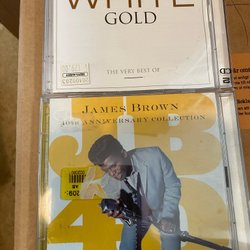 WHITE
GOLD
THE VERY BEST OF
JAMES BROWN
40TH ANNIVERSARY COLLECTION
JB
40